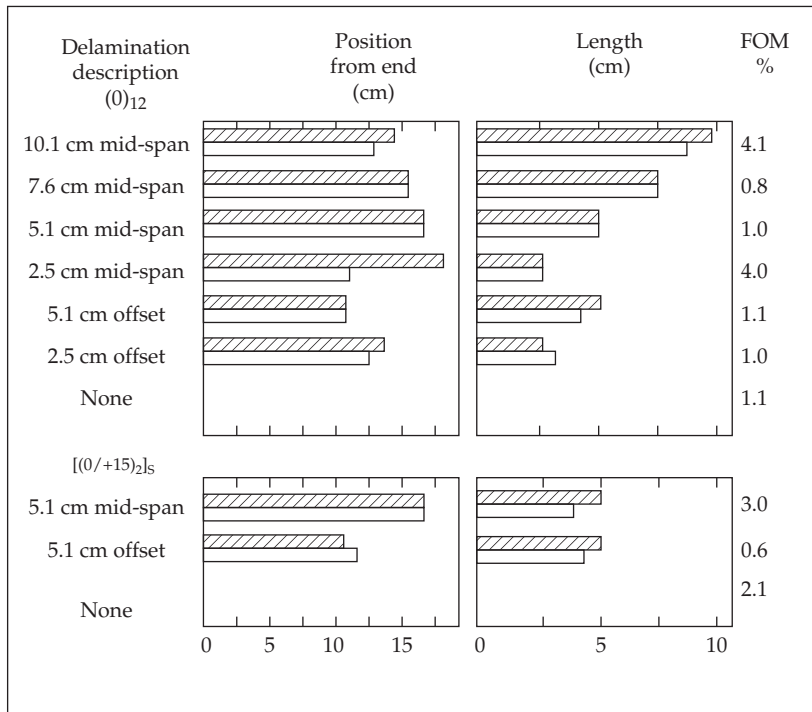 Delamination
description
(0)₁₂
Position
from end
(cm)
Length
(cm)
FOM
%
10.1 cm mid-span 4.1
7.6 cm mid-span 0.8
5.1 cm mid-span 1.0
2.5 cm mid-span 4.0
5.1 cm offset 1.1
2.5 cm offset 1.0
None 1.1
[(0/+15)₂]S
5.1 cm mid-span 3.0
5.1 cm offset 0.6
2.1
None
0 5 10 15 0 5 10